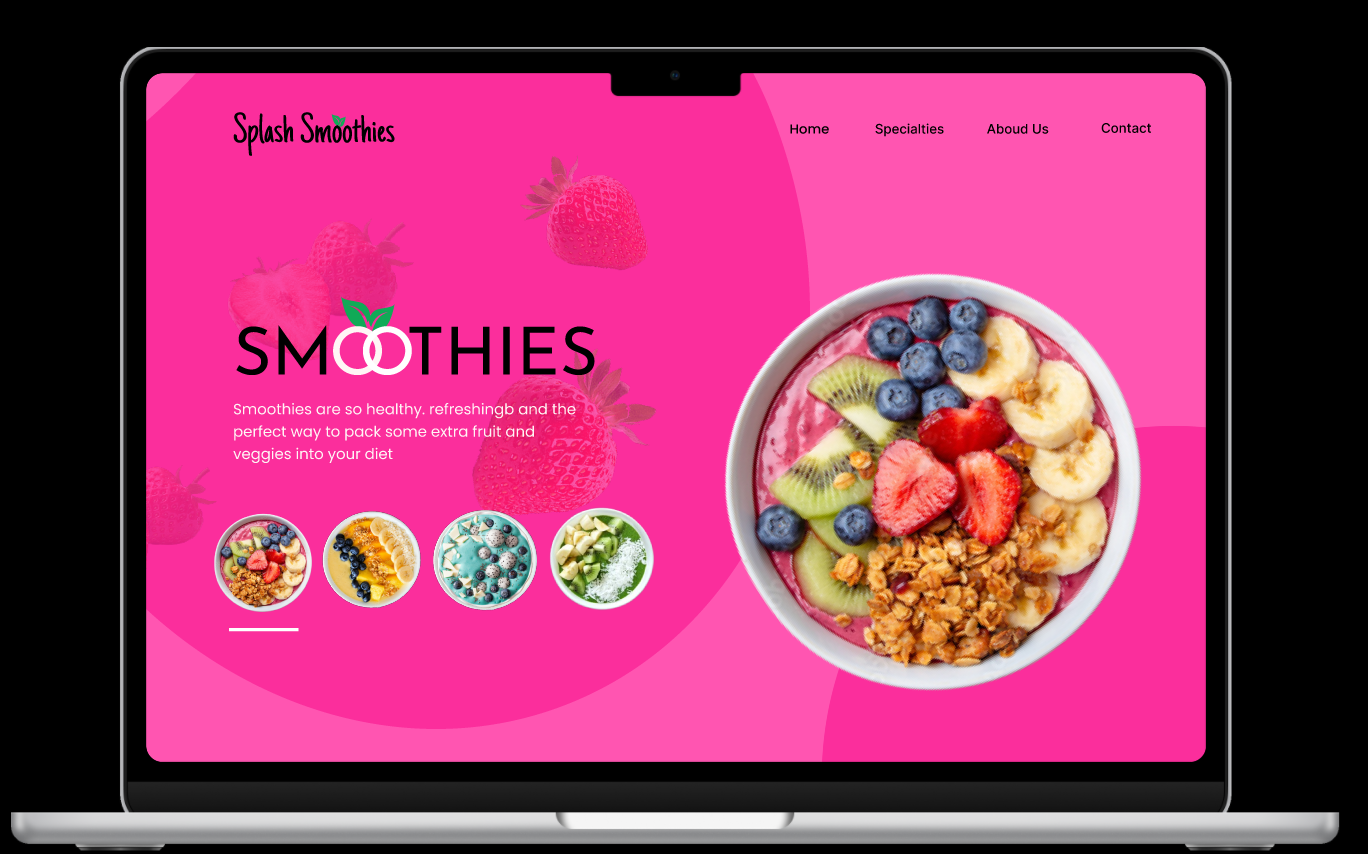 Splash Smoothies
Home Specialties Aboud Us Contact
SMOOTHIES
Smoothies are so healthy. refreshingb and the
perfect way to pack some extra fruit and
veggies into your diet